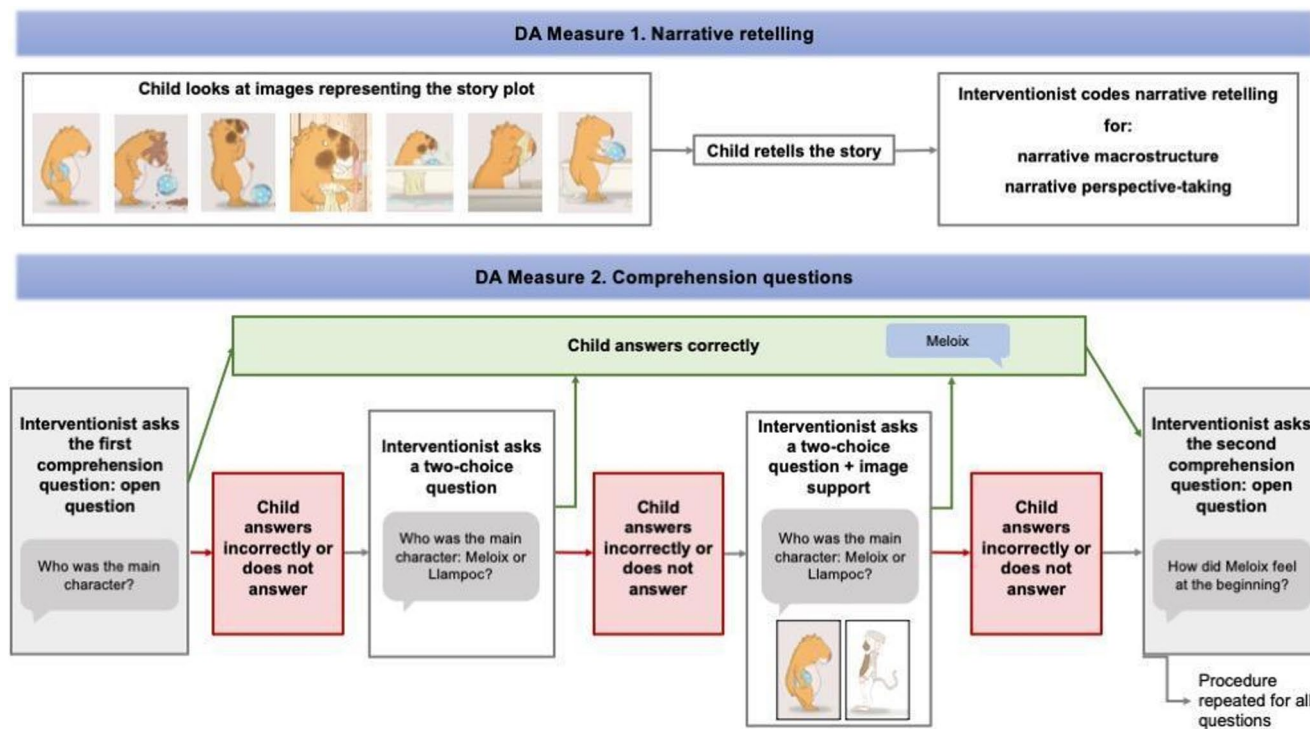 DA Measure 1. Narrative retelling
Child looks at images representing the story plot
Child retells the story
Interventionist codes narrative retelling
for:
narrative macrostructure
narrative perspective-taking
DA Measure 2. Comprehension questions
Child answers correctly
Meloix
Interventionist asks
the first
comprehension
question: open
question
Who was the main
character?
Child
answers
incorrectly or
does not
answer
Interventionist asks
a two-choice
question
Who was the main
character: Meloix or
Llampoc?
Child
answers
incorrectly or
does not
answer
Interventionist asks
a two-choice
question + image
support
Who was the main
character: Meloix or
Llampoc?
Child
answers
incorrectly or
does not
answer
Interventionist asks
the second
comprehension
question: open
question
How did Meloix feel
at the beginning?
Procedure
repeated for all
questions